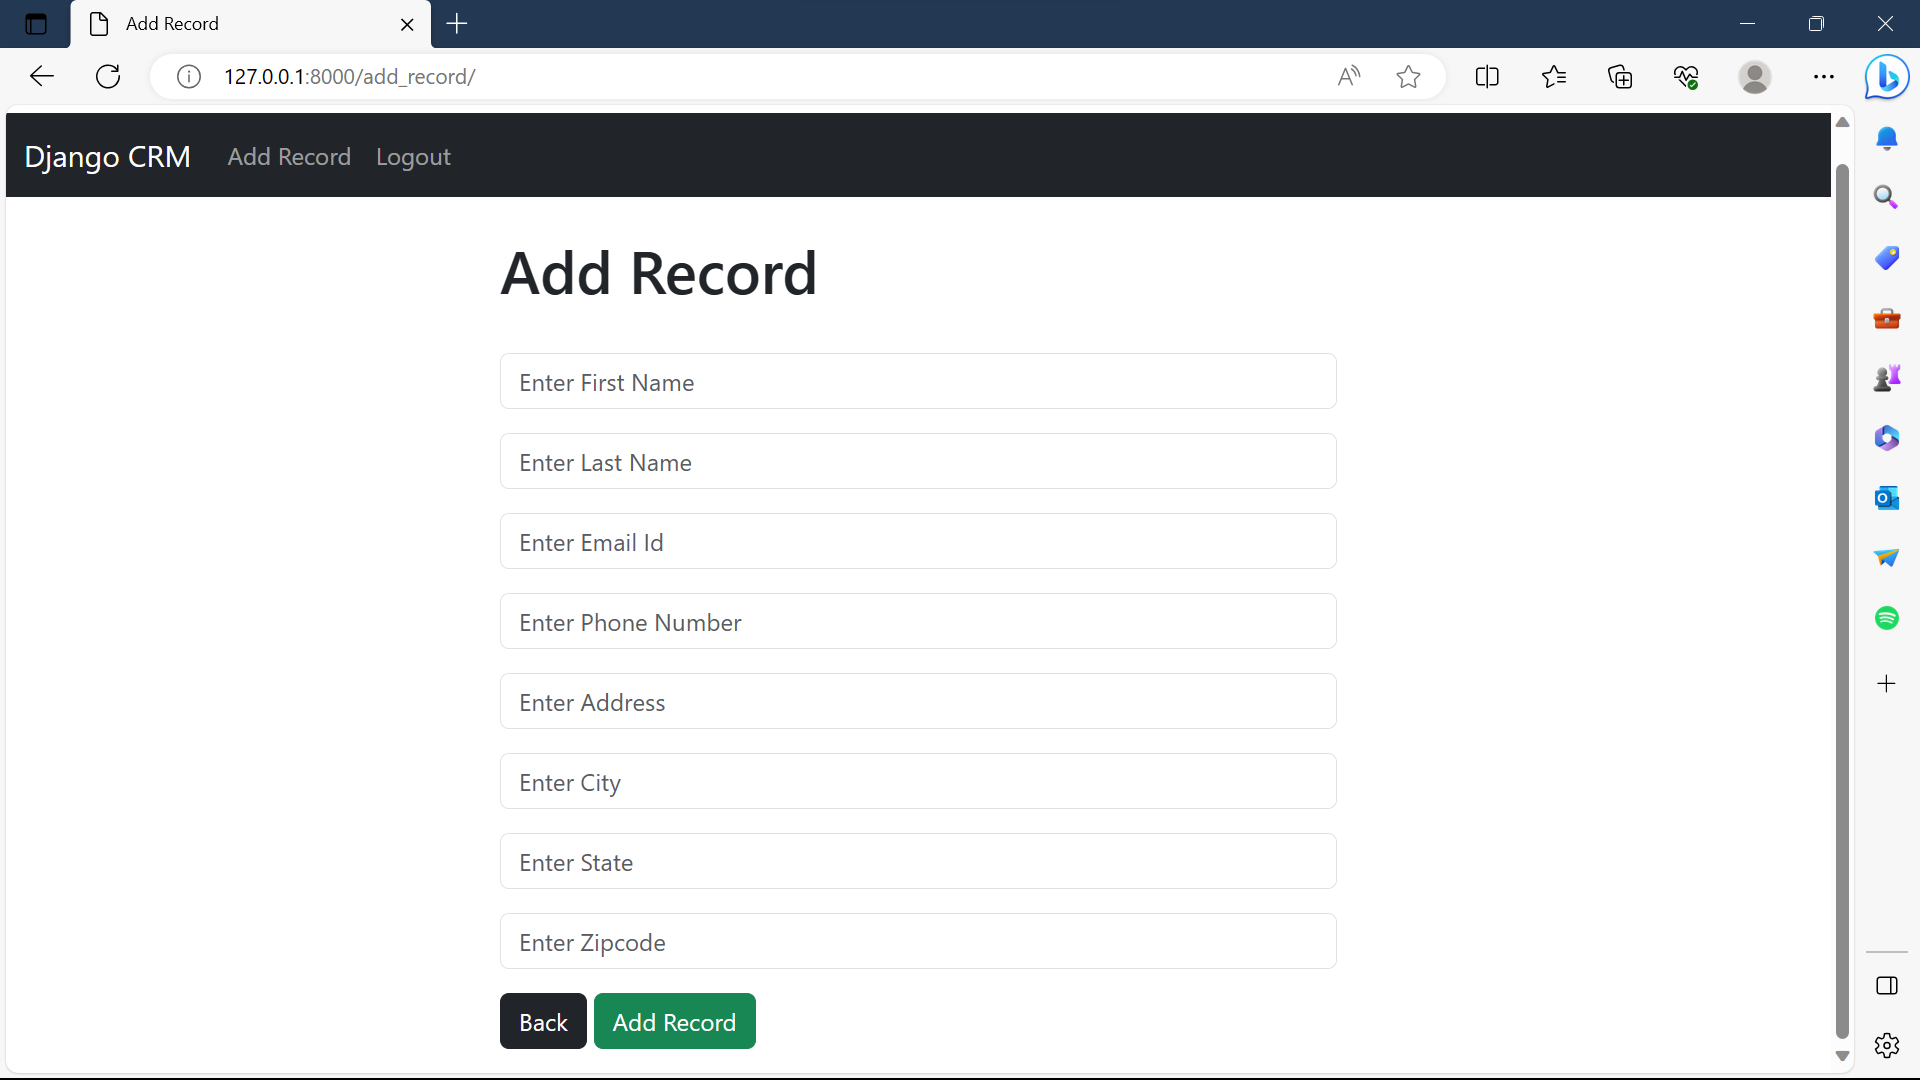 Add Record
127.0.0.1:8000/add_record/
Django CRM Add Record Logout
Add Record
Enter First Name
Enter Last Name
Enter Email Id
Enter Phone Number
Enter Address
Enter City
Enter State
Enter Zipcode
Back Add Record